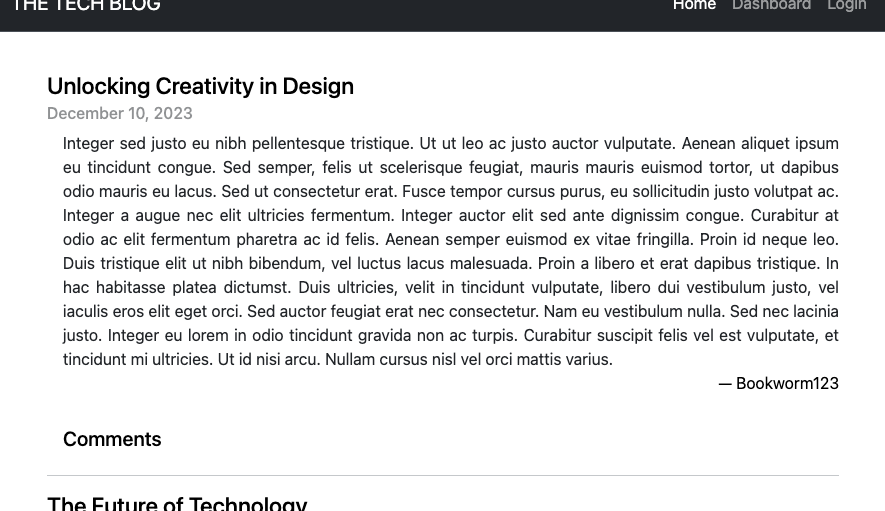 THE TECH BLOG
Home Dashboard Login
Unlocking Creativity in Design
December 10, 2023
Integer sed justo eu nibh pellentesque tristique. Ut ut leo ac justo auctor vulputate. Aenean aliquet ipsum
eu tincidunt congue. Sed semper, felis ut scelerisque feugiat, mauris mauris euismod tortor, ut dapibus
odio mauris eu lacus. Sed ut consectetur erat. Fusce tempor cursus purus, eu sollicitudin justo volutpat ac.
Integer a augue nec elit ultricies fermentum. Integer auctor elit sed ante dignissim congue. Curabitur at
odio ac elit fermentum pharetra ac id felis. Aenean semper euismod ex vitae fringilla. Proin id neque leo.
Duis tristique elit ut nibh bibendum, vel luctus lacus malesuada. Proin a libero et erat dapibus tristique. In
hac habitasse platea dictumst. Duis ultricies, velit in tincidunt vulputate, libero dui vestibulum justo, vel
iaculis eros elit eget orci. Sed auctor feugiat erat nec consectetur. Nam eu vestibulum nulla. Sed nec lacinia
justo. Integer eu lorem in odio tincidunt gravida non ac turpis. Curabitur suscipit felis vel est vulputate, et
tincidunt mi ultricies. Ut id nisi arcu. Nullam cursus nisl vel orci mattis varius.
— Bookworm123
Comments
The Future of Technology